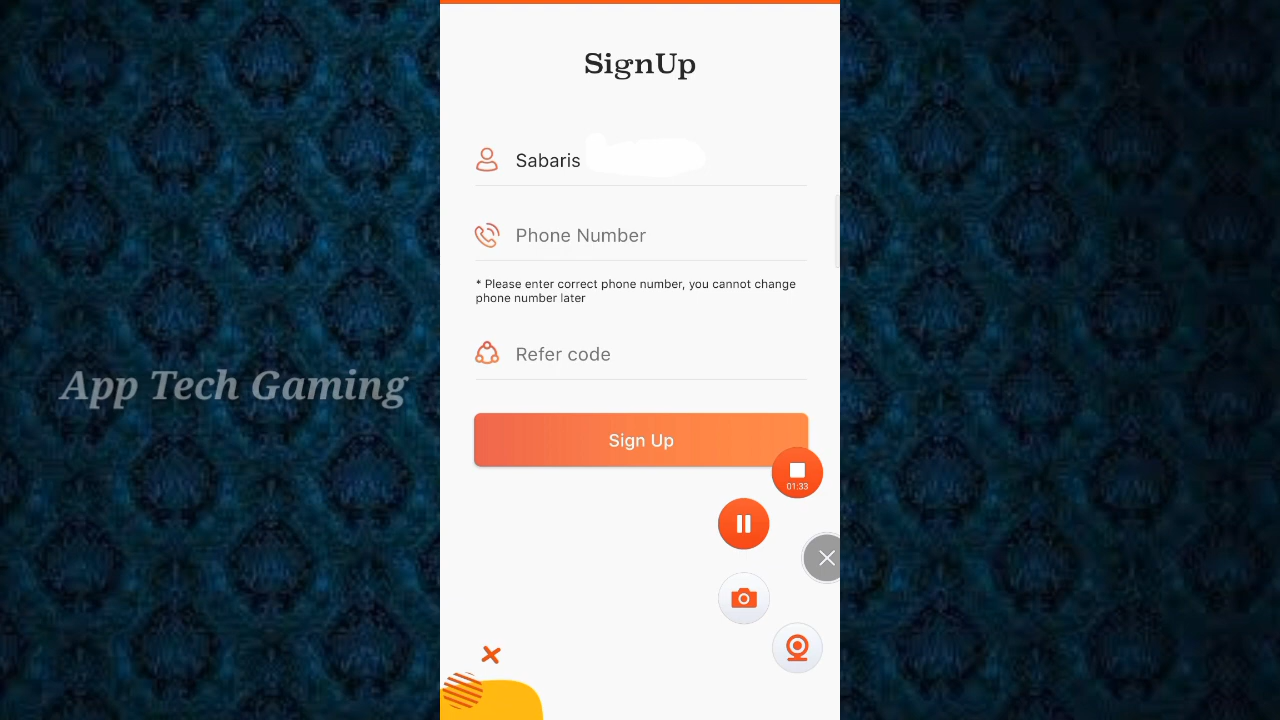 SignUp
Sabaris
Phone Number
* Please enter correct phone number, you cannot change
phone number later
Refer code
App Tech Gaming
Sign Up
01:33